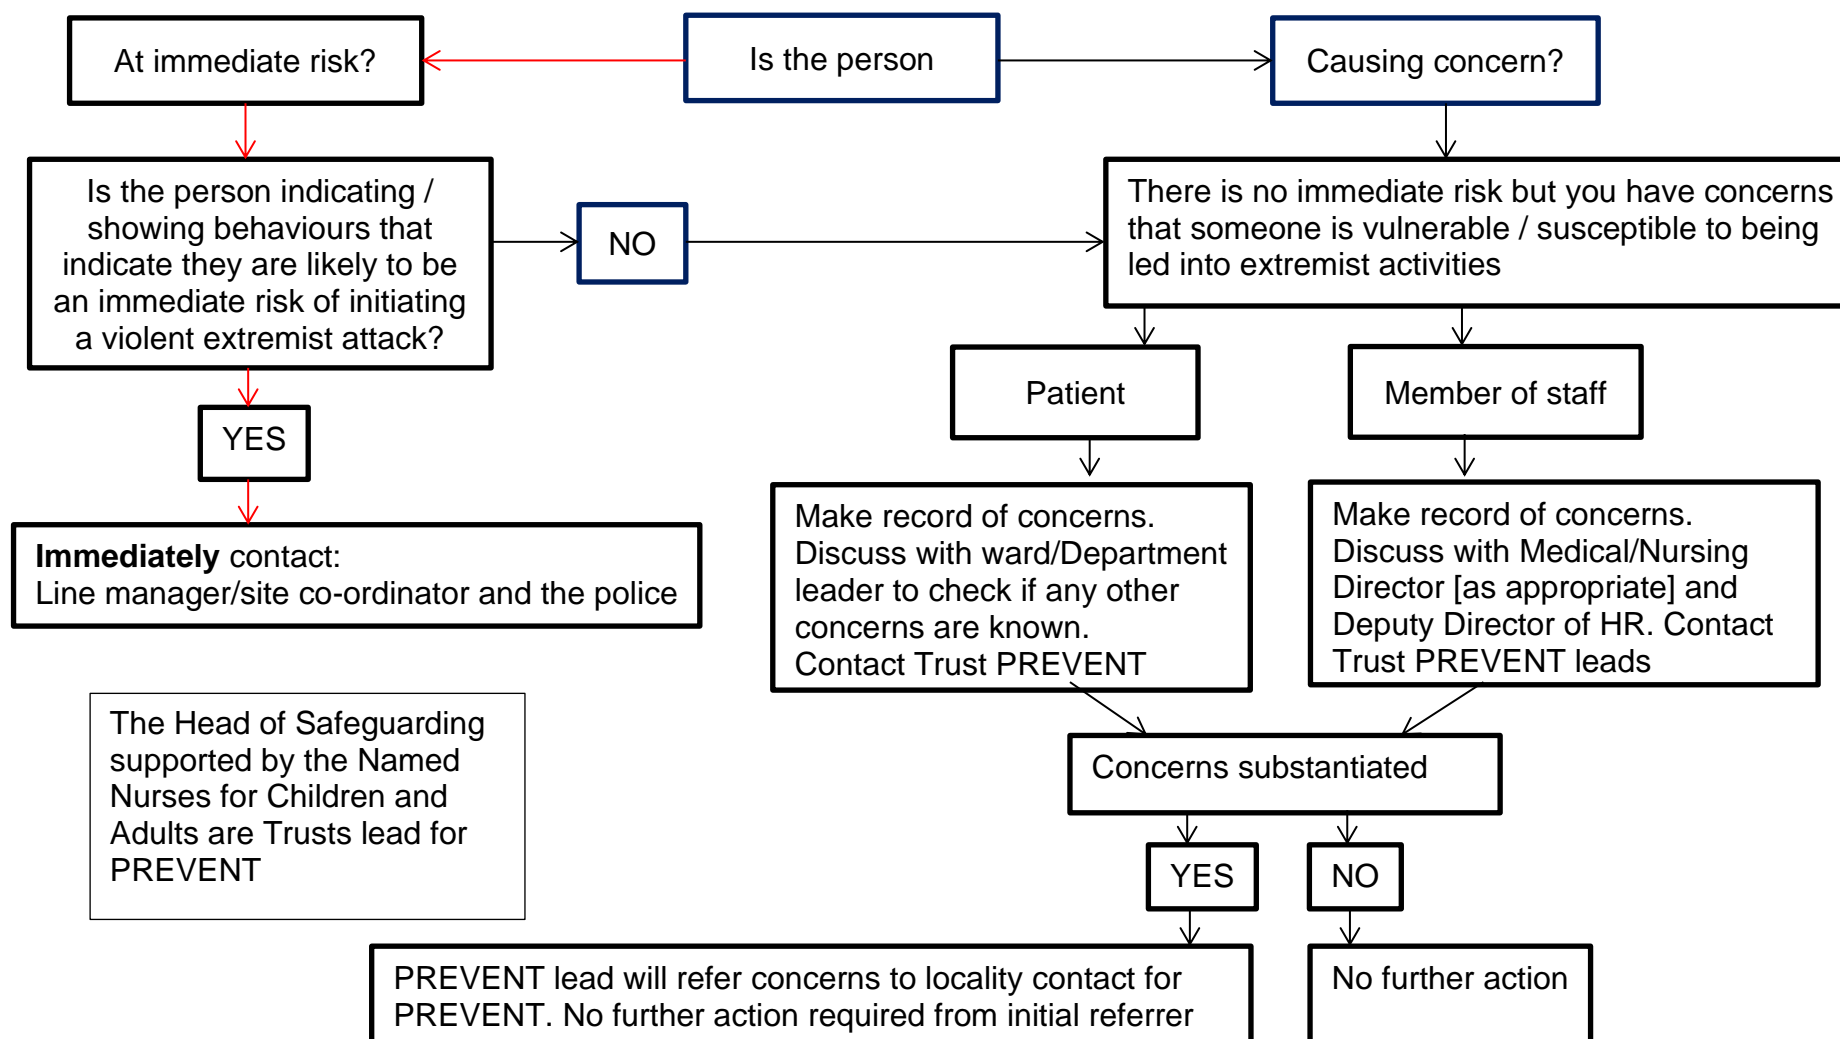 At immediate risk?
Is the person
Causing concern?
Is the person indicating /
showing behaviours that
indicate they are likely to be
an immediate risk of initiating
a violent extremist attack?
NO
There is no immediate risk but you have concerns
that someone is vulnerable / susceptible to being
led into extremist activities
YES
Patient
Member of staff
Immediately contact:
Line manager/site co-ordinator and the police
Make record of concerns.
Discuss with ward/Department
leader to check if any other
concerns are known.
Contact Trust PREVENT
Make record of concerns.
Discuss with Medical/Nursing
Director [as appropriate] and
Deputy Director of HR. Contact
Trust PREVENT leads
The Head of Safeguarding
supported by the Named
Nurses for Children and
Adults are Trusts lead for
PREVENT
Concerns substantiated
YES
NO
PREVENT lead will refer concerns to locality contact for
PREVENT. No further action required from initial referrer
No further action